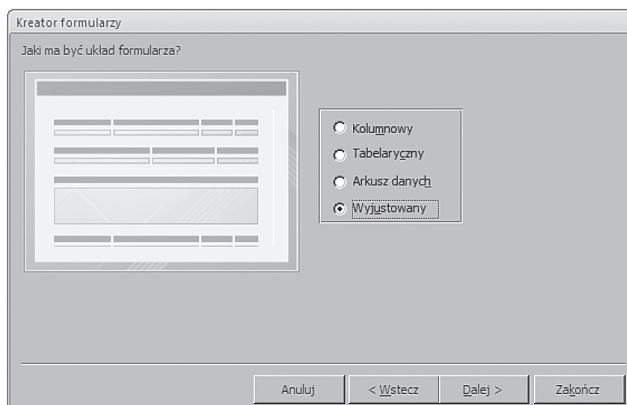 Kreator formularzy
Jaki ma być układ formularza?
Kolumnowy
Tabelaryczny
Arkusz danych
Wyjustowany
Anuluj
< Wstecz
Dalej >
Zakończ